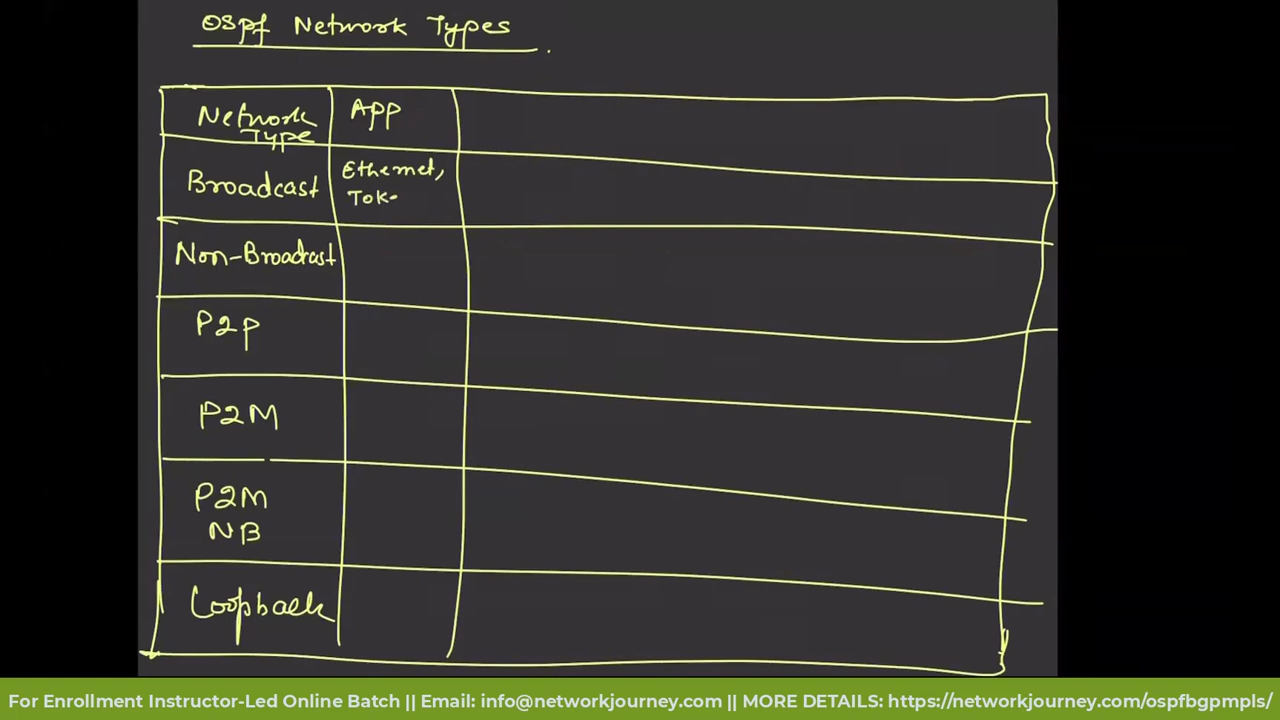 OSpf Network Types
Network
Type
App
Broadcast
Ethernet,
Tok
Non-Broadcast
P2P
P2M
P2M
NB
Loopback
For Enrollment Instructor-Led Online Batch || Email: info@networkjourney.com || MORE DETAILS: https://networkjourney.com/ospfbgpmpls/